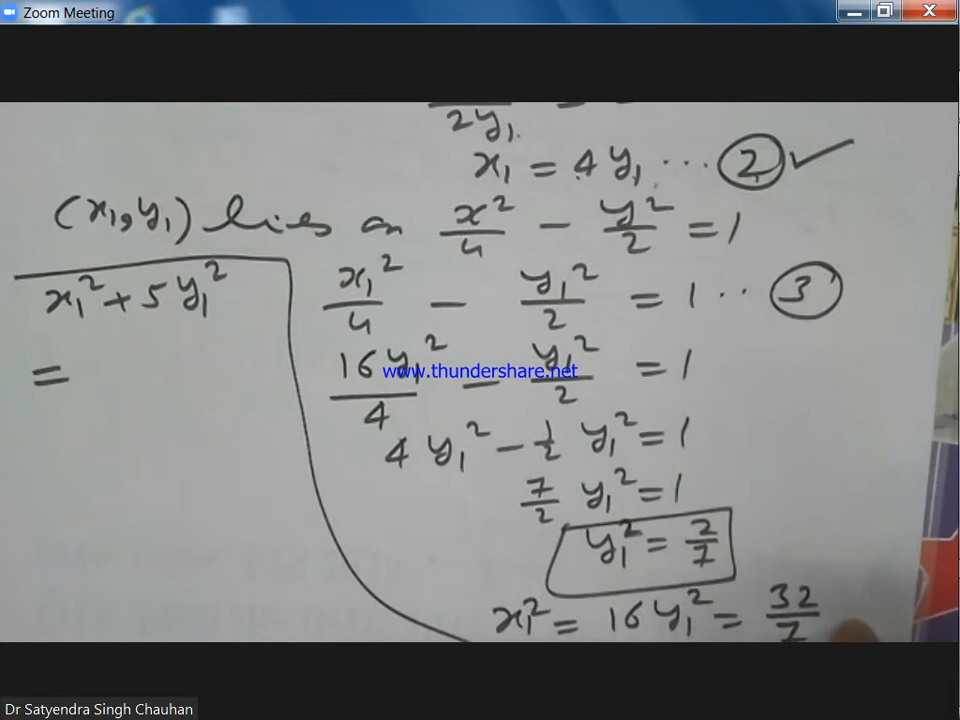 Zoom Meeting
2y₁
x₁ = 4y₁ ... ② ✓
(x₁, y₁) lies on x²/4 − y²/2 = 1
x₁² + 5y₁²
=
x₁²/4 − y₁²/2 = 1 .. ③
16y₁²/4 − y₁²/2 = 1
www.thundershare.net
4y₁² − 1/2 y₁² = 1
7/2 y₁² = 1
y₁² = 2/7
x₁² = 16y₁² = 32/7
Dr Satyendra Singh Chauhan